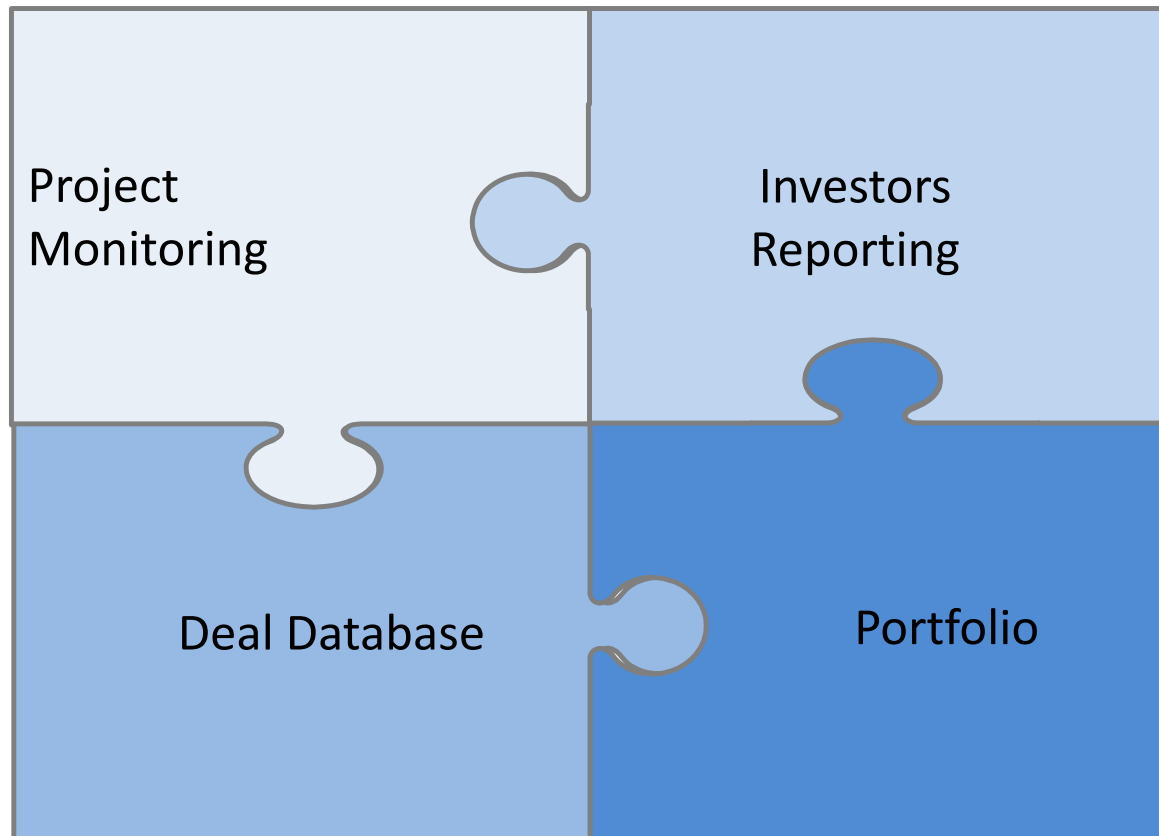 Project
Monitoring
Investors
Reporting
Deal Database
Portfolio